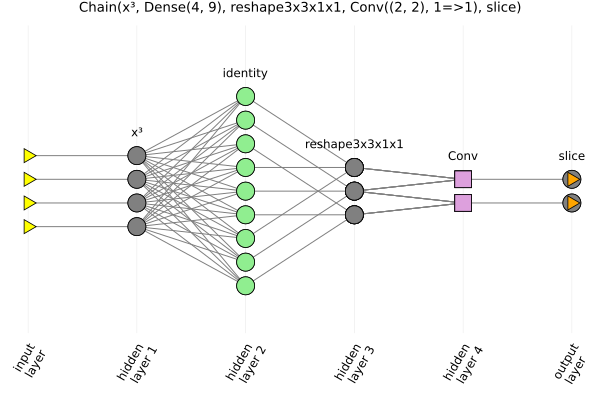 Chain(x³, Dense(4, 9), reshape3x3x1x1, Conv((2, 2), 1=>1), slice)
identity
x³
reshape3x3x1x1
Conv
slice
input
layer
hidden
layer 1
hidden
layer 2
hidden
layer 3
hidden
layer 4
output
layer